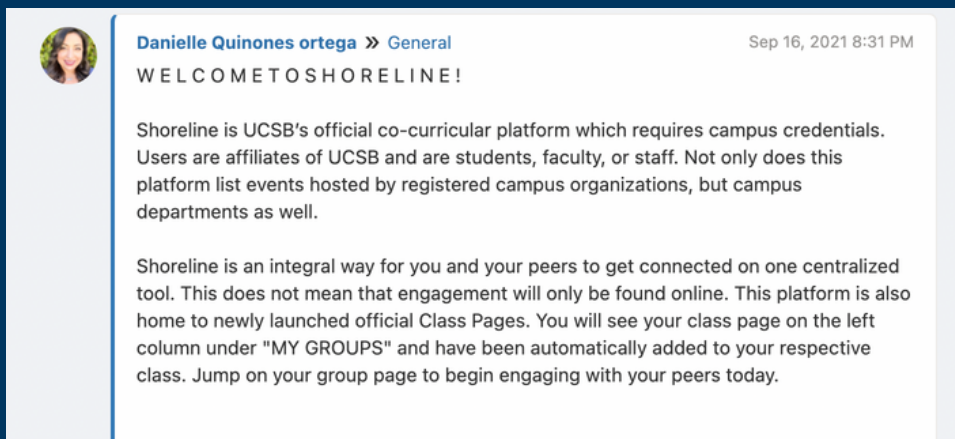 Danielle Quinones ortega » General
Sep 16, 2021 8:31 PM
W E L C O M E T O S H O R E L I N E !
Shoreline is UCSB’s official co-curricular platform which requires campus credentials.
Users are affiliates of UCSB and are students, faculty, or staff. Not only does this
platform list events hosted by registered campus organizations, but campus
departments as well.
Shoreline is an integral way for you and your peers to get connected on one centralized
tool. This does not mean that engagement will only be found online. This platform is also
home to newly launched official Class Pages. You will see your class page on the left
column under "MY GROUPS" and have been automatically added to your respective
class. Jump on your group page to begin engaging with your peers today.